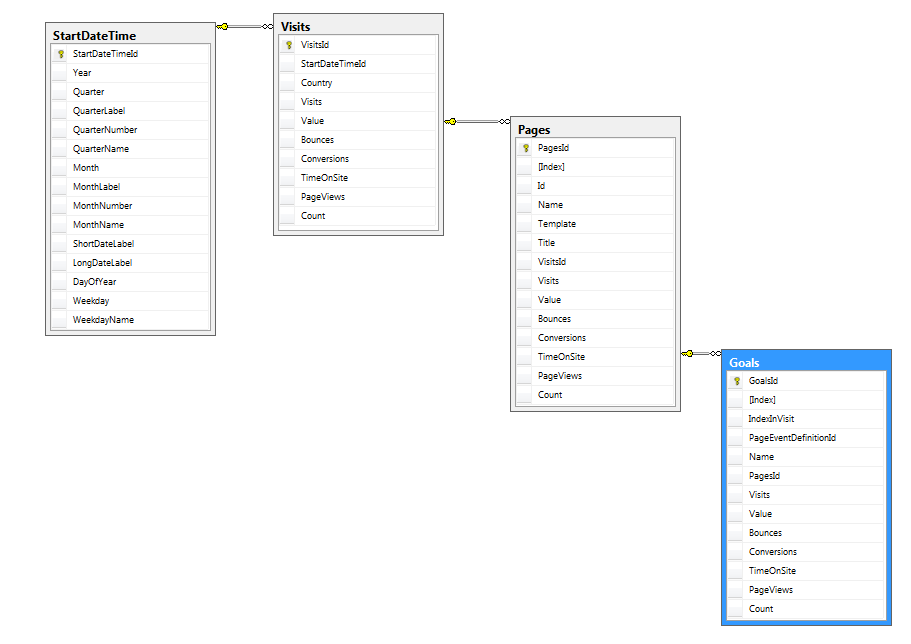 StartDateTime
StartDateTimeId
Year
Quarter
QuarterLabel
QuarterNumber
QuarterName
Month
MonthLabel
MonthNumber
MonthName
ShortDateLabel
LongDateLabel
DayOfYear
Weekday
WeekdayName
Visits
VisitsId
StartDateTimeId
Country
Visits
Value
Bounces
Conversions
TimeOnSite
PageViews
Count
Pages
PagesId
[Index]
Id
Name
Template
Title
VisitsId
Visits
Value
Bounces
Conversions
TimeOnSite
PageViews
Count
Goals
GoalsId
[Index]
IndexInVisit
PageEventDefinitionId
Name
PagesId
Visits
Value
Bounces
Conversions
TimeOnSite
PageViews
Count